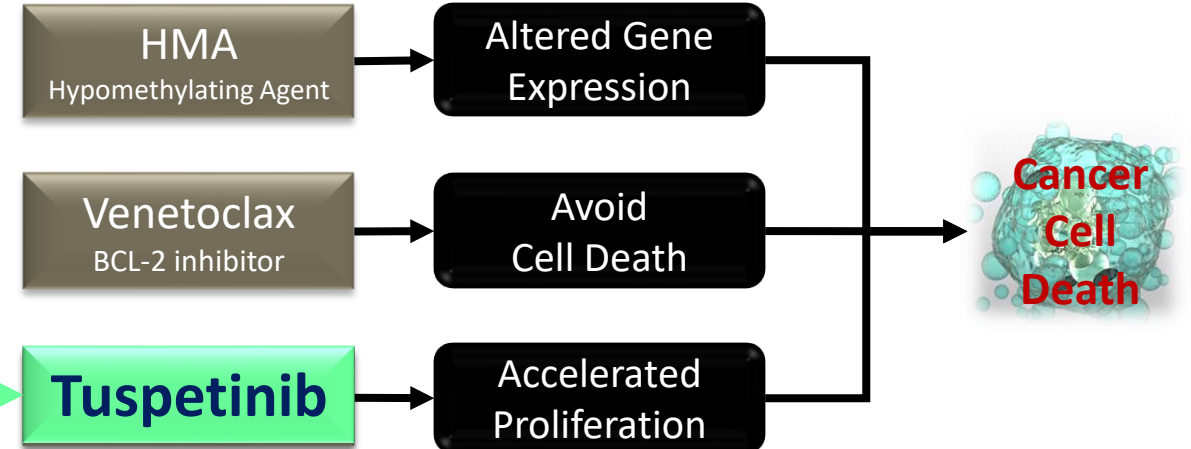 HMA
Hypomethylating Agent
Altered Gene
Expression
Venetoclax
BCL-2 inhibitor
Avoid
Cell Death
Tuspetinib
Accelerated
Proliferation
Cancer
Cell
Death